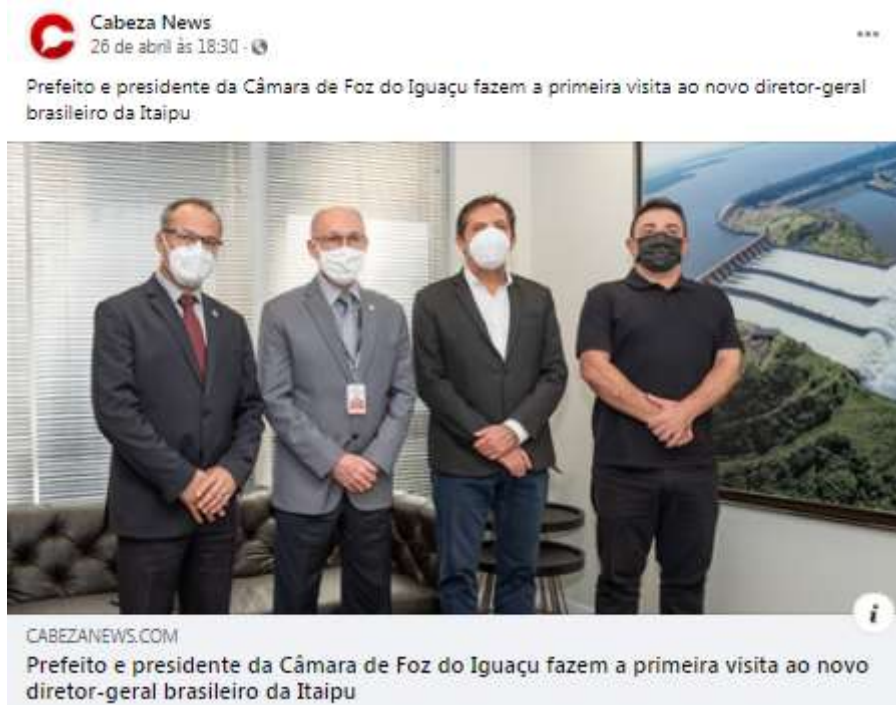 Cabeza News
26 de abril às 18:30 ·
Prefeito e presidente da Câmara de Foz do Iguaçu fazem a primeira visita ao novo diretor-geral
brasileiro da Itaipu
i
CABEZANEWS.COM
Prefeito e presidente da Câmara de Foz do Iguaçu fazem a primeira visita ao novo
diretor-geral brasileiro da Itaipu